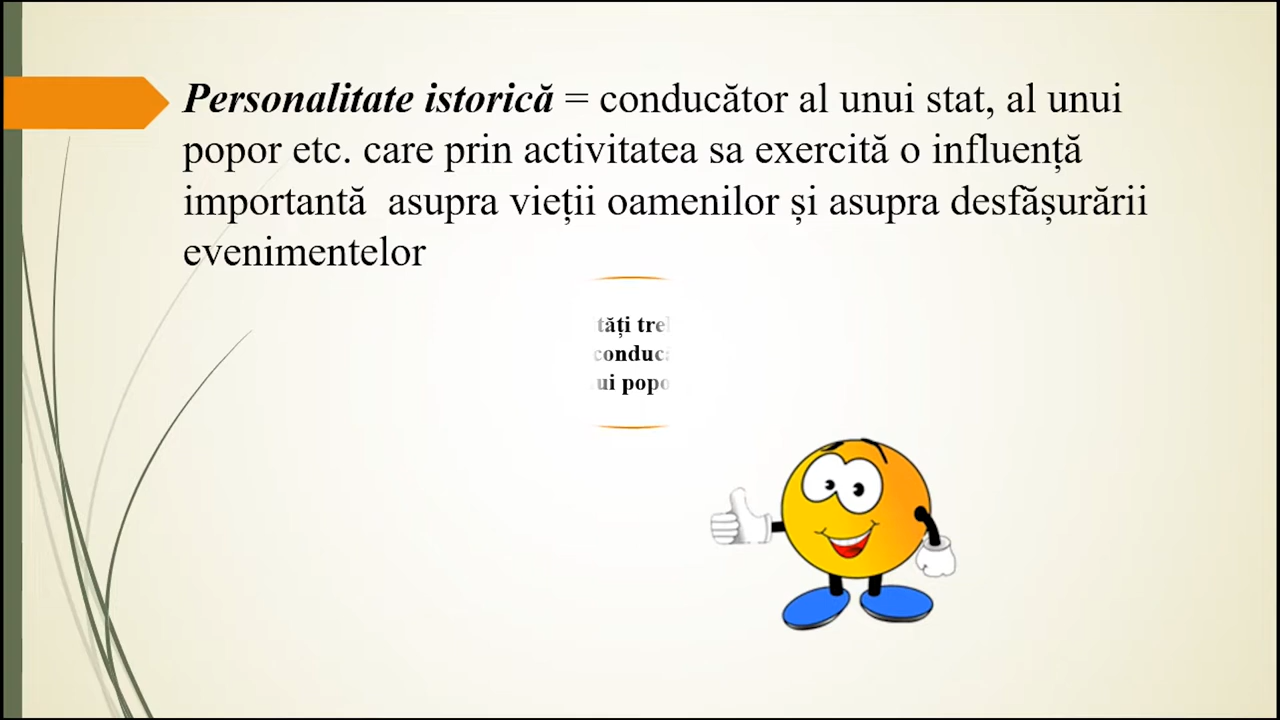 Personalitate istorică = conducător al unui stat, al unui
popor etc. care prin activitatea sa exercită o influență
importantă asupra vieții oamenilor și asupra desfășurării
evenimentelor